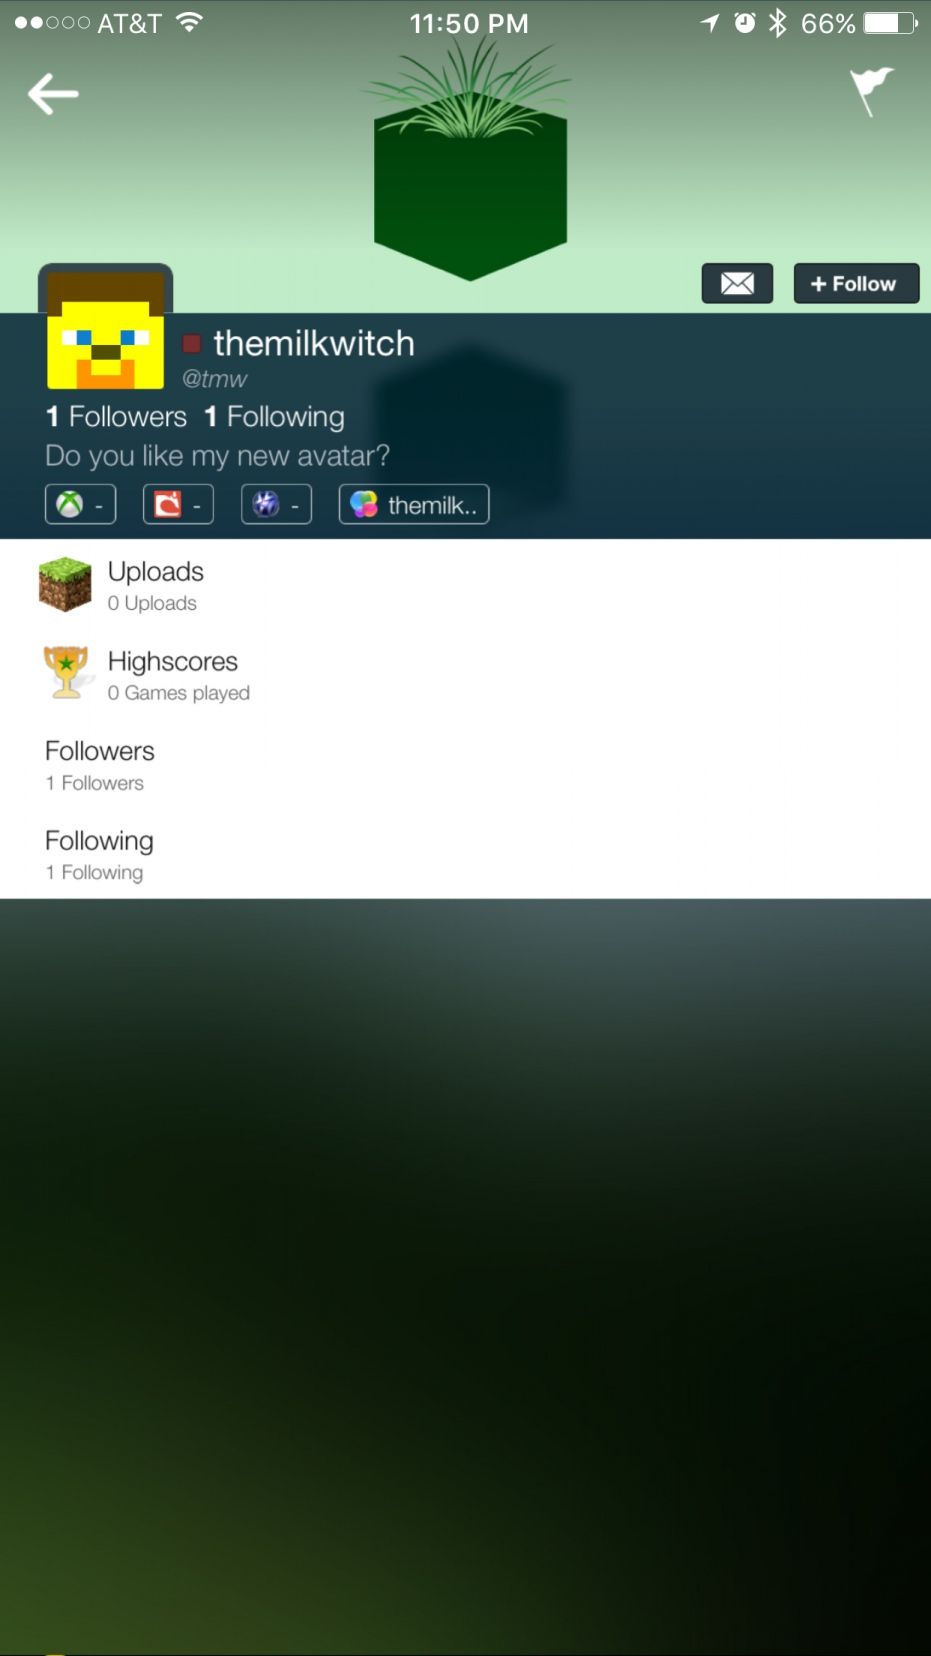 AT&T 11:50 PM 66%
+ Follow
themilkwitch
@tmw
1 Followers 1 Following
Do you like my new avatar?
- - - themilk..
Uploads
0 Uploads
Highscores
0 Games played
Followers
1 Followers
Following
1 Following